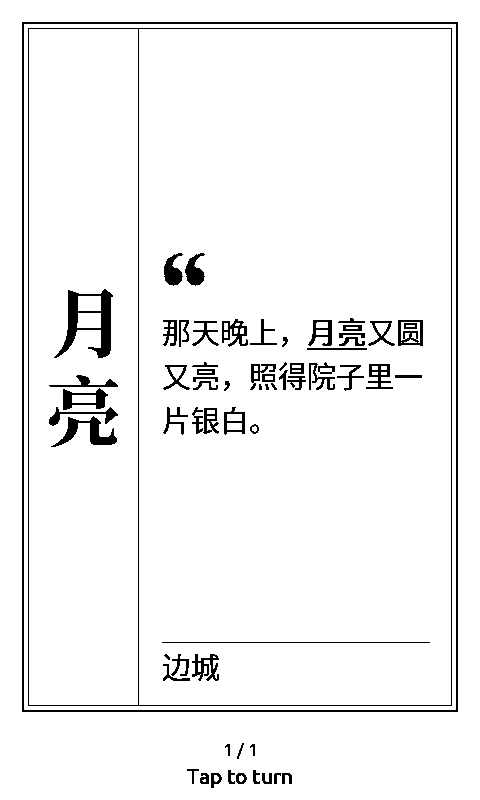 月亮
“
那天晚上，月亮又圆
又亮，照得院子里一
片银白。
边城
1 / 1
Tap to turn